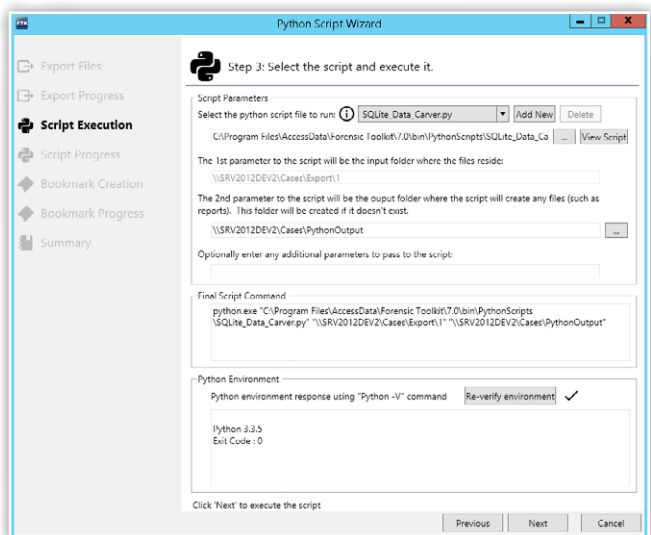 FTK
Python Script Wizard
Export Files
Export Progress
Script Execution
Script Progress
Bookmark Creation
Bookmark Progress
Summary
Step 3: Select the script and execute it.
Script Parameters
Select the python script file to run: SQLite_Data_Carver.py Add New Delete
C:\Program Files\AccessData\Forensic Toolkit\7.0\bin\PythonScripts\SQLite_Data_Ca ... View Script
The 1st parameter to the script will be the input folder where the files reside:
\\SRV2012DEV2\Cases\Export\1
The 2nd parameter to the script will be the ouput folder where the script will create any files (such as
reports). This folder will be created if it doesn't exist.
\\SRV2012DEV2\Cases\PythonOutput ...
Optionally enter any additional parameters to pass to the script:
Final Script Command
python.exe "C:\Program Files\AccessData\Forensic Toolkit\7.0\bin\PythonScripts
\SQLite_Data_Carver.py" "\\SRV2012DEV2\Cases\Export\1" "\\SRV2012DEV2\Cases\PythonOutput"
Python Environment
Python environment response using "Python -V" command Re-verify environment
Python 3.3.5
Exit Code : 0
Click 'Next' to execute the script
Previous Next Cancel